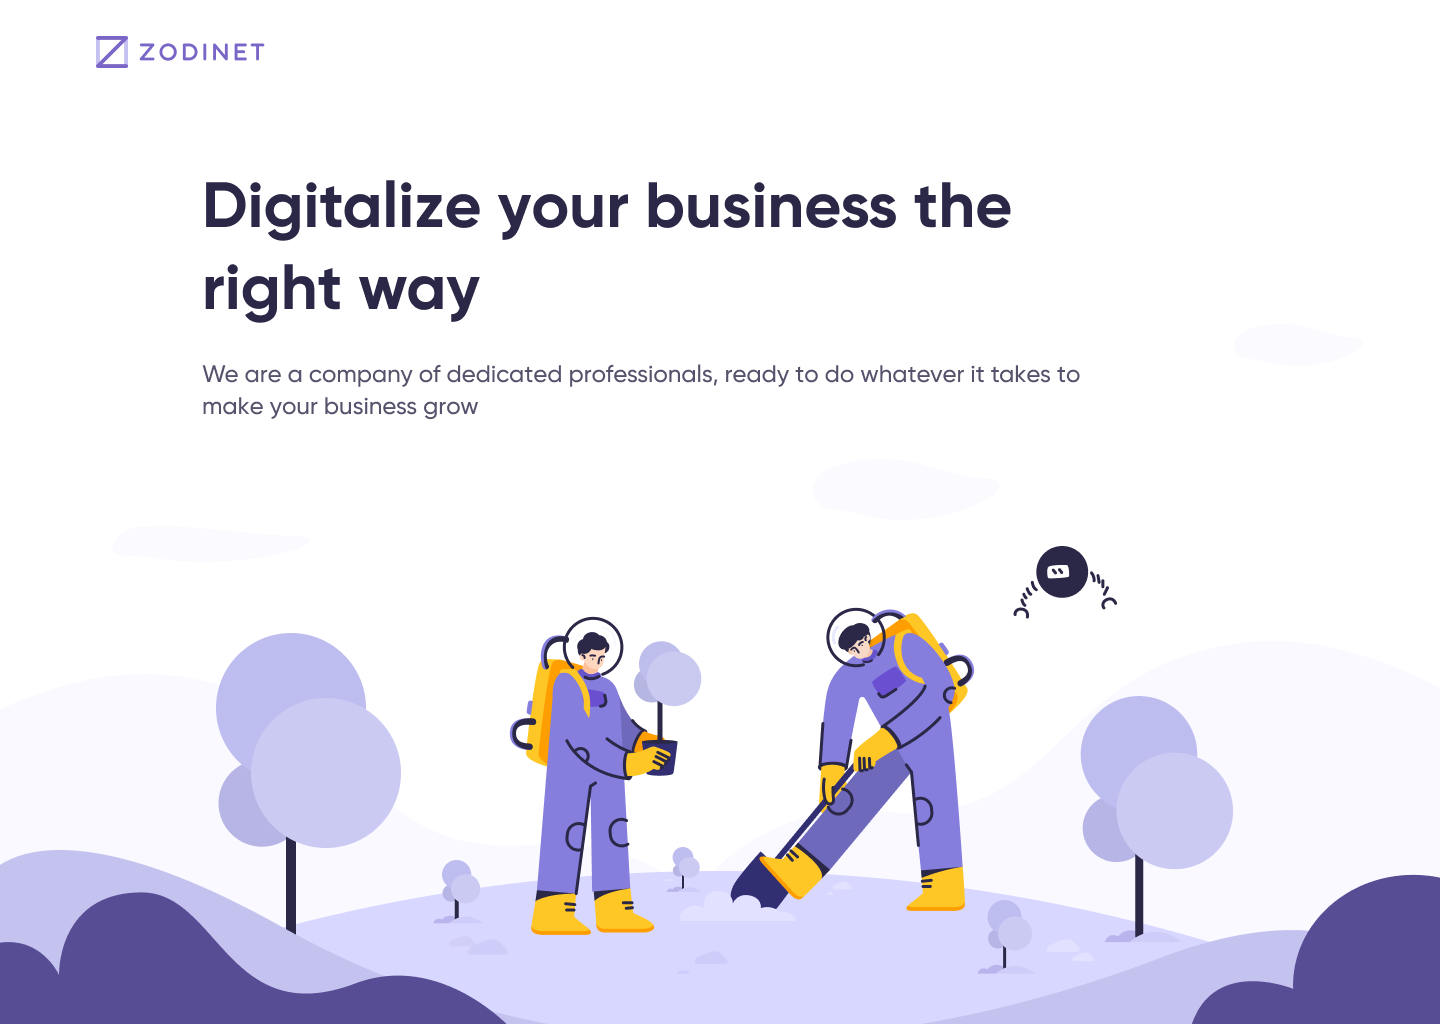 ZODINET
Digitalize your business the
right way
We are a company of dedicated professionals, ready to do whatever it takes to
make your business grow